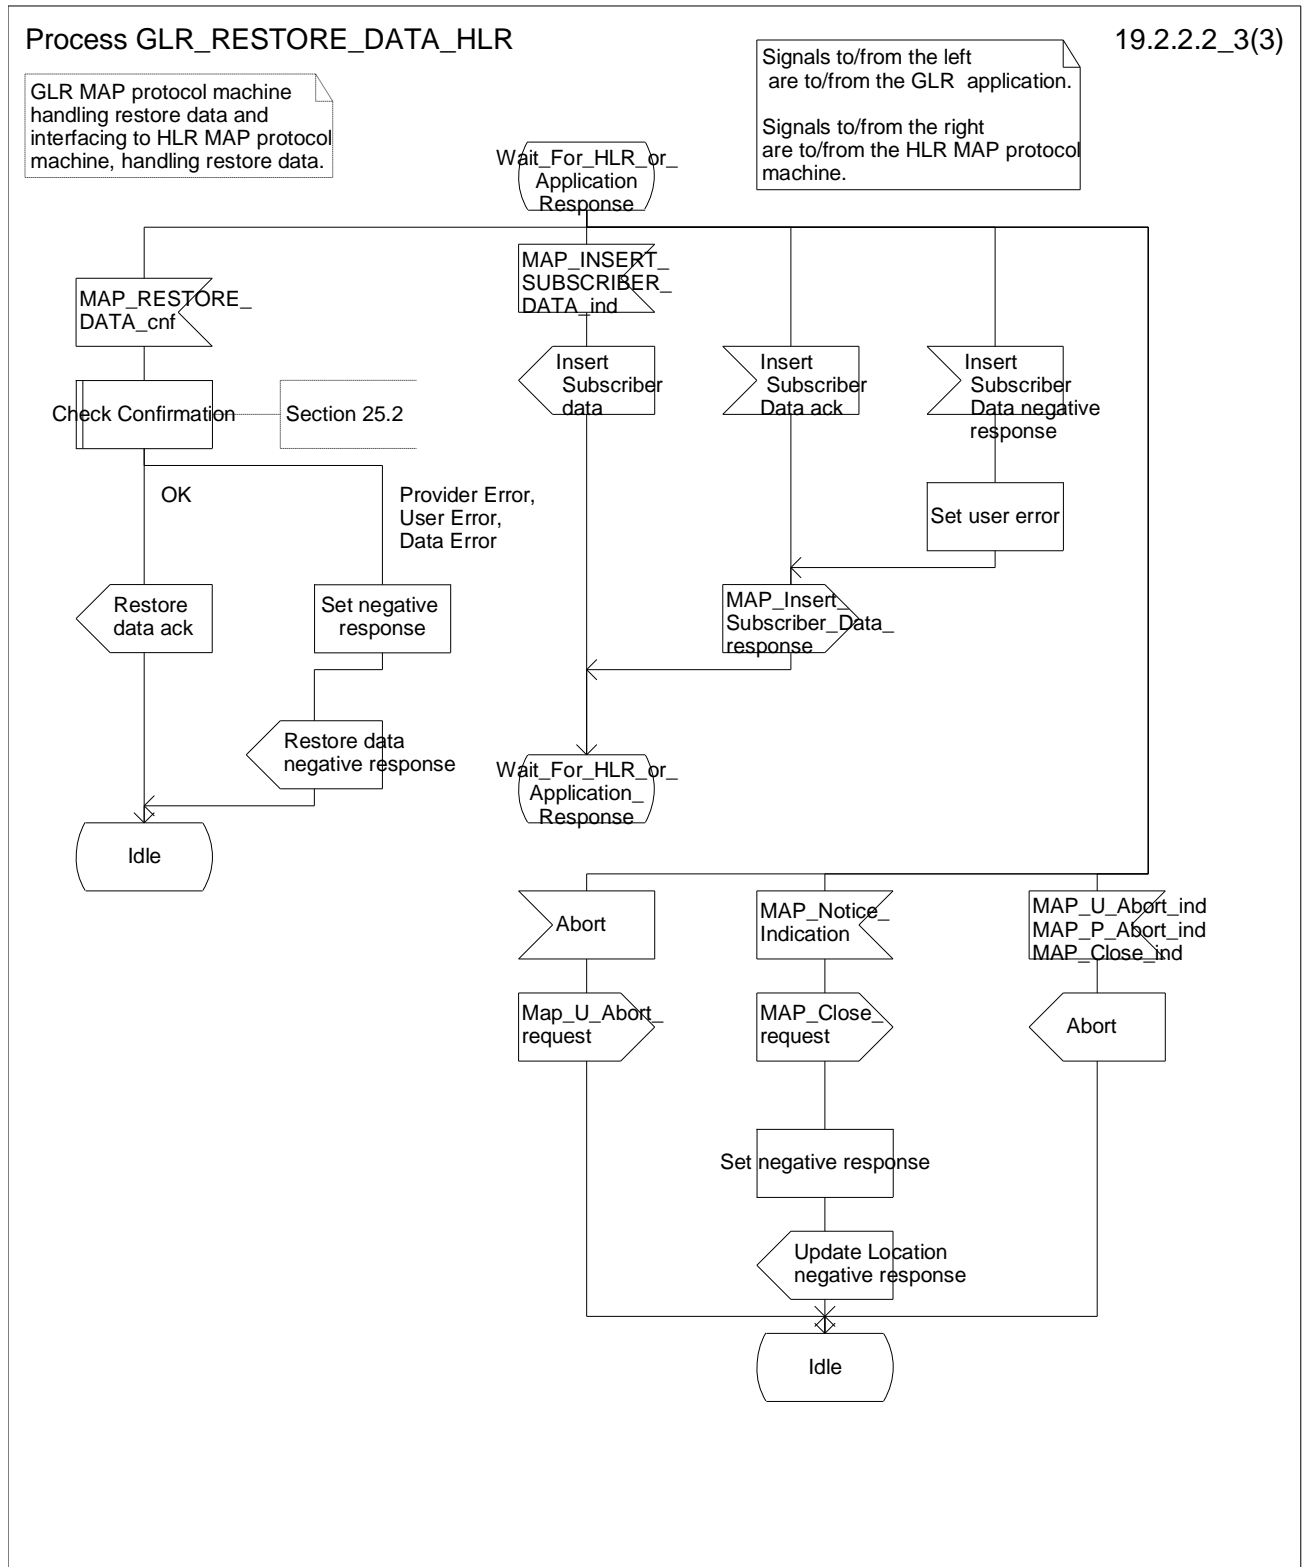 Process GLR_RESTORE_DATA_HLR
19.2.2.2_3(3)
GLR MAP protocol machine
handling restore data and
interfacing to HLR MAP protocol
machine, handling restore data.
Signals to/from the left
are to/from the GLR application.
Signals to/from the right
are to/from the HLR MAP protocol
machine.
Wait_For_HLR_or_
Application
Response
MAP_RESTORE_
DATA_cnf
MAP_INSERT_
SUBSCRIBER_
DATA_ind
Insert
Subscriber
data
Insert
Subscriber
Data ack
Insert
Subscriber
Data negative
response
Check Confirmation
Section 25.2
OK
Provider Error,
User Error,
Data Error
Set user error
Restore
data ack
Set negative
response
MAP_Insert_
Subscriber_Data_
response
Restore data
negative response
Wait_For_HLR_or_
Application_
Response
Idle
Abort
MAP_Notice_
Indication
MAP_U_Abort_ind
MAP_P_Abort_ind
MAP_Close_ind
Map_U_Abort_
request
MAP_Close_
request
Abort
Set negative response
Update Location
negative response
Idle